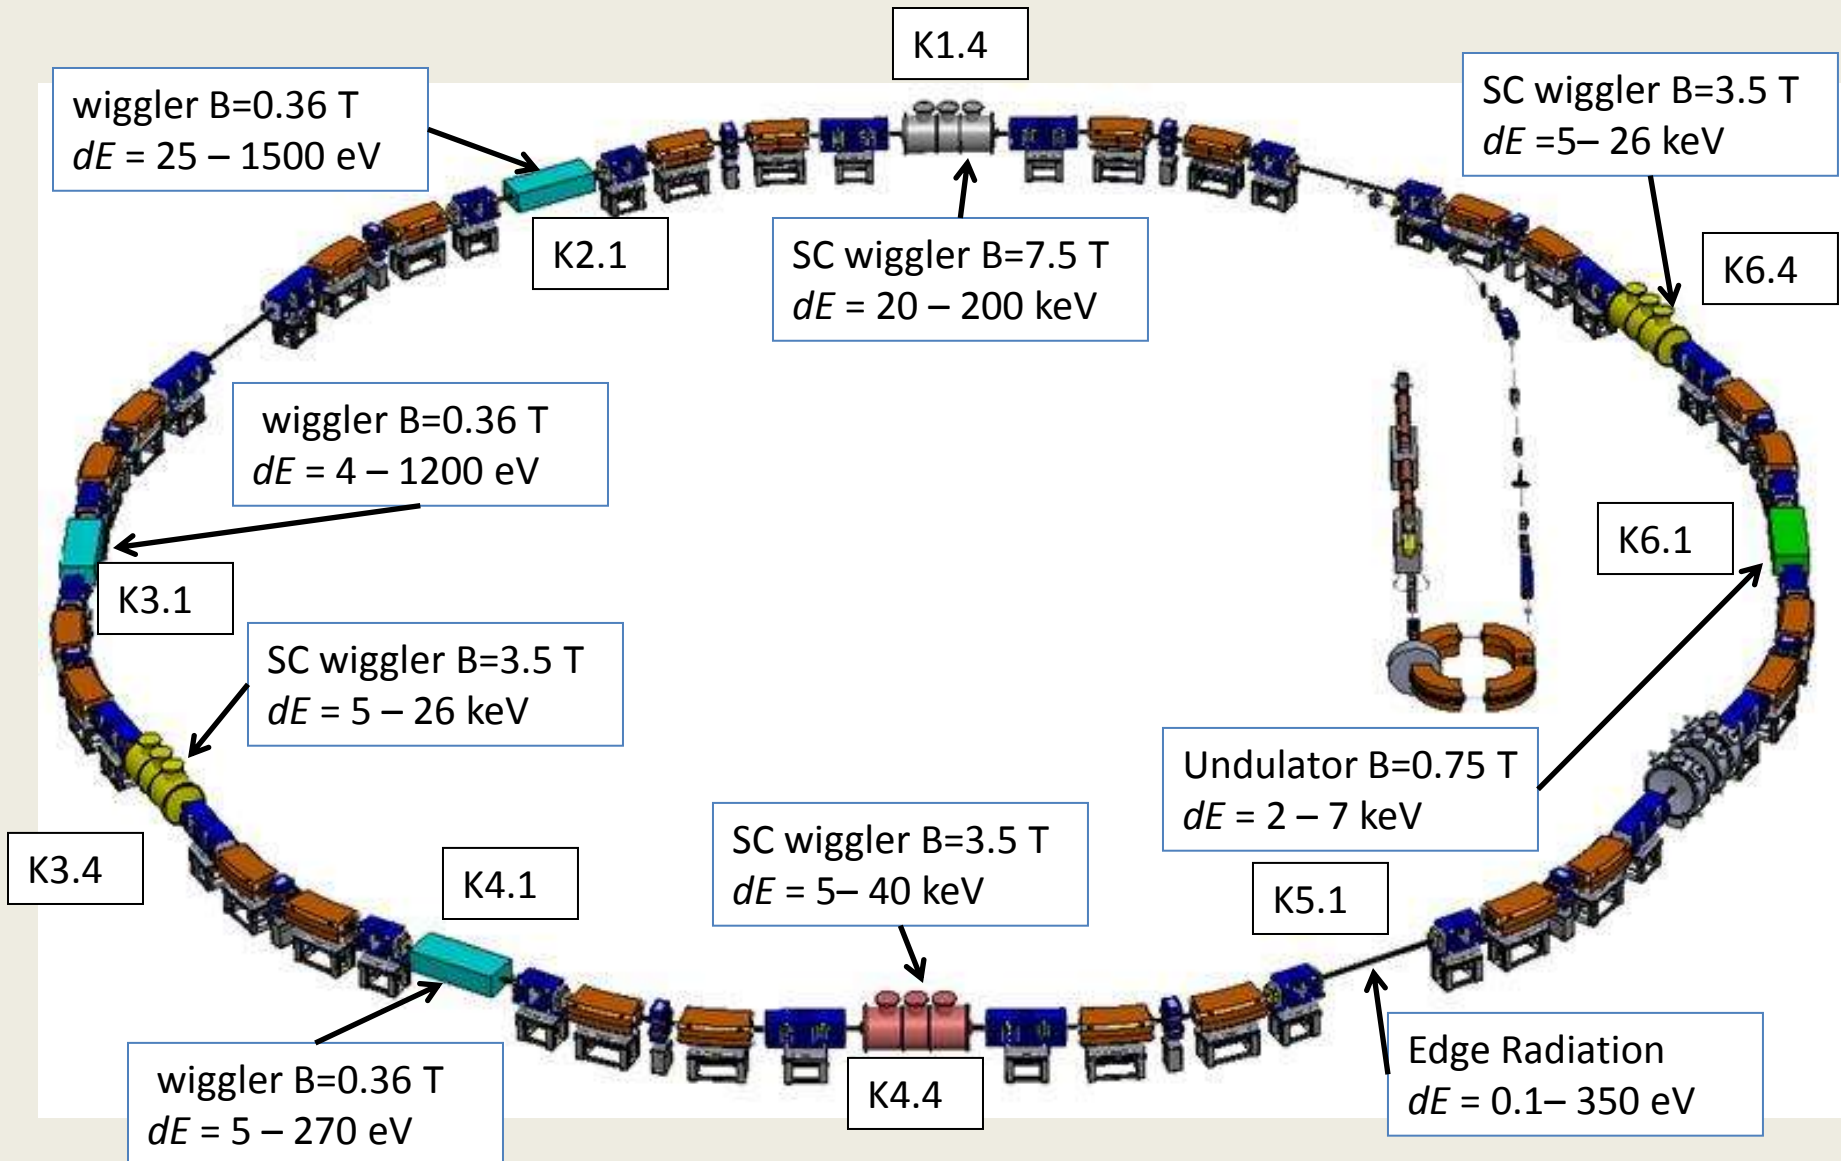 K1.4
wiggler B=0.36 T
dE = 25 – 1500 eV
SC wiggler B=3.5 T
dE =5– 26 keV
K2.1
SC wiggler B=7.5 T
dE = 20 – 200 keV
K6.4
wiggler B=0.36 T
dE = 4 – 1200 eV
K6.1
K3.1
SC wiggler B=3.5 T
dE = 5 – 26 keV
Undulator B=0.75 T
dE = 2 – 7 keV
K3.4
K4.1
SC wiggler B=3.5 T
dE = 5– 40 keV
K5.1
wiggler B=0.36 T
dE = 5 – 270 eV
K4.4
Edge Radiation
dE = 0.1– 350 eV